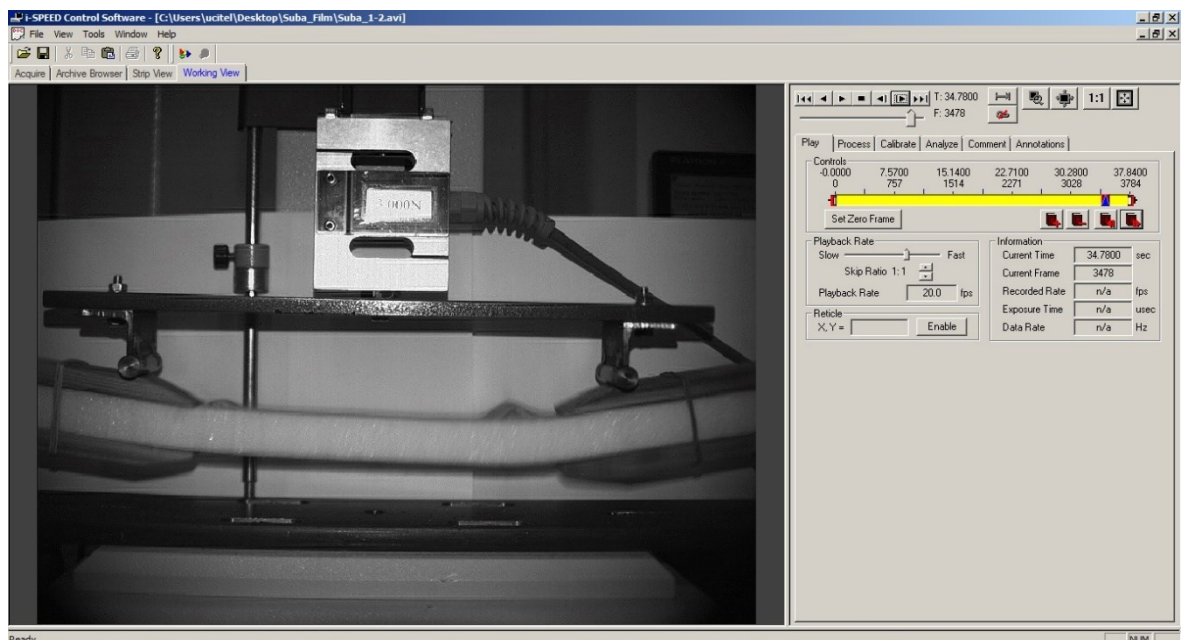 i-SPEED Control Software - [C:\Users\ucitel\Desktop\Suba_Film\Suba_1-2.avi]
File View Tools Window Help
Acquire Archive Browser Strip View Working View
T: 34.7800
F: 3478
1:1
Play Process Calibrate Analyze Comment Annotations
Controls
-0.0000 7.5700 15.1400 22.7100 30.2800 37.8400
0 757 1514 2271 3028 3784
Set Zero Frame
Playback Rate
Slow Fast
Skip Ratio 1:1
Playback Rate 20.0 fps
Reticle
X, Y = Enable
Information
Current Time 34.7800 sec
Current Frame 3478
Recorded Rate n/a fps
Exposure Time n/a usec
Data Rate n/a Hz
Ready
NUM